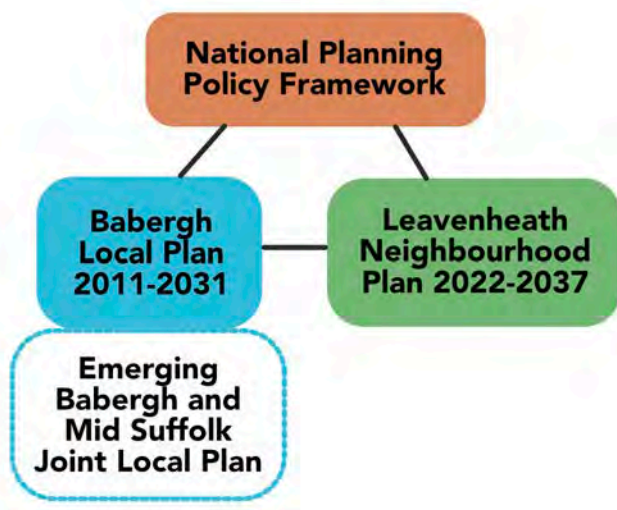 National Planning
Policy Framework
Babergh
Local Plan
2011-2031
Leavenheath
Neighbourhood
Plan 2022-2037
Emerging
Babergh and
Mid Suffolk
Joint Local Plan